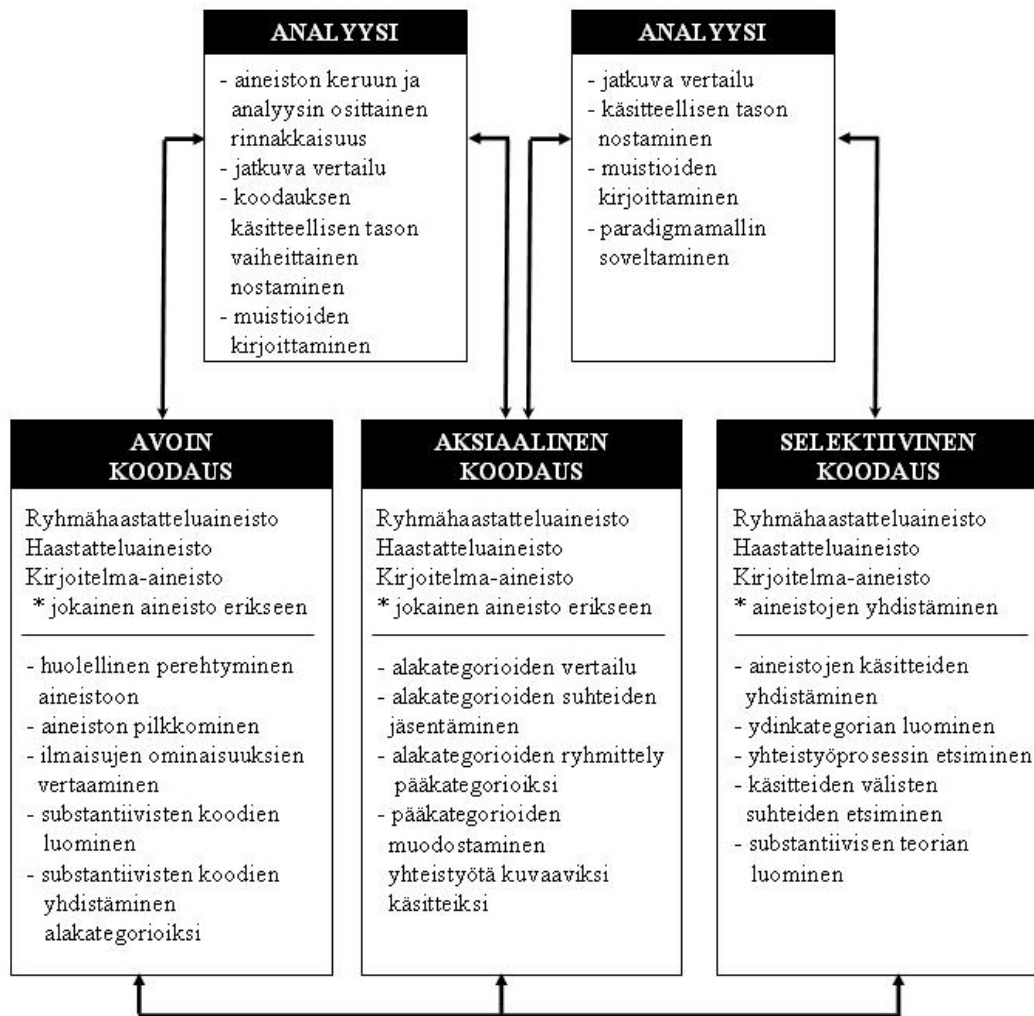 ANALYYSI
- aineiston keruun ja
analyysin osittainen
rinnakkaisuus
- jatkuva vertailu
- koodauksen
käsitteellisen tason
vaiheittainen
nostaminen
- muistioiden
kirjoittaminen
ANALYYSI
- jatkuva vertailu
- käsitteellisen tason
nostaminen
- muistioiden
kirjoittaminen
- paradigmamallin
soveltaminen
AVOIN
KOODAUS
Ryhmähaastatteluaineisto
Haastatteluaineisto
Kirjoitelma-aineisto
* jokainen aineisto erikseen
- huolellinen perehtyminen
aineistoon
- aineiston pilkkominen
- ilmaisujen ominaisuuksien
vertaaminen
- substantiivisten koodien
luominen
- substantiivisten koodien
yhdistäminen
alakategorioiksi
AKSIAALINEN
KOODAUS
Ryhmähaastatteluaineisto
Haastatteluaineisto
Kirjoitelma-aineisto
* jokainen aineisto erikseen
- alakategorioiden vertailu
- alakategorioiden suhteiden
jäsentäminen
- alakategorioiden ryhmittely
pääkategorioiksi
- pääkategorioiden
muodostaminen
yhteistyötä kuvaaviksi
käsitteiksi
SELEKTIIVINEN
KOODAUS
Ryhmähaastatteluaineisto
Haastatteluaineisto
Kirjoitelma-aineisto
* aineistojen yhdistäminen
- aineistojen käsitteiden
yhdistäminen
- ydinkategorian luominen
- yhteistyöprosessin etsiminen
- käsitteiden välisten
suhteiden etsiminen
- substantiivisen teorian
luominen